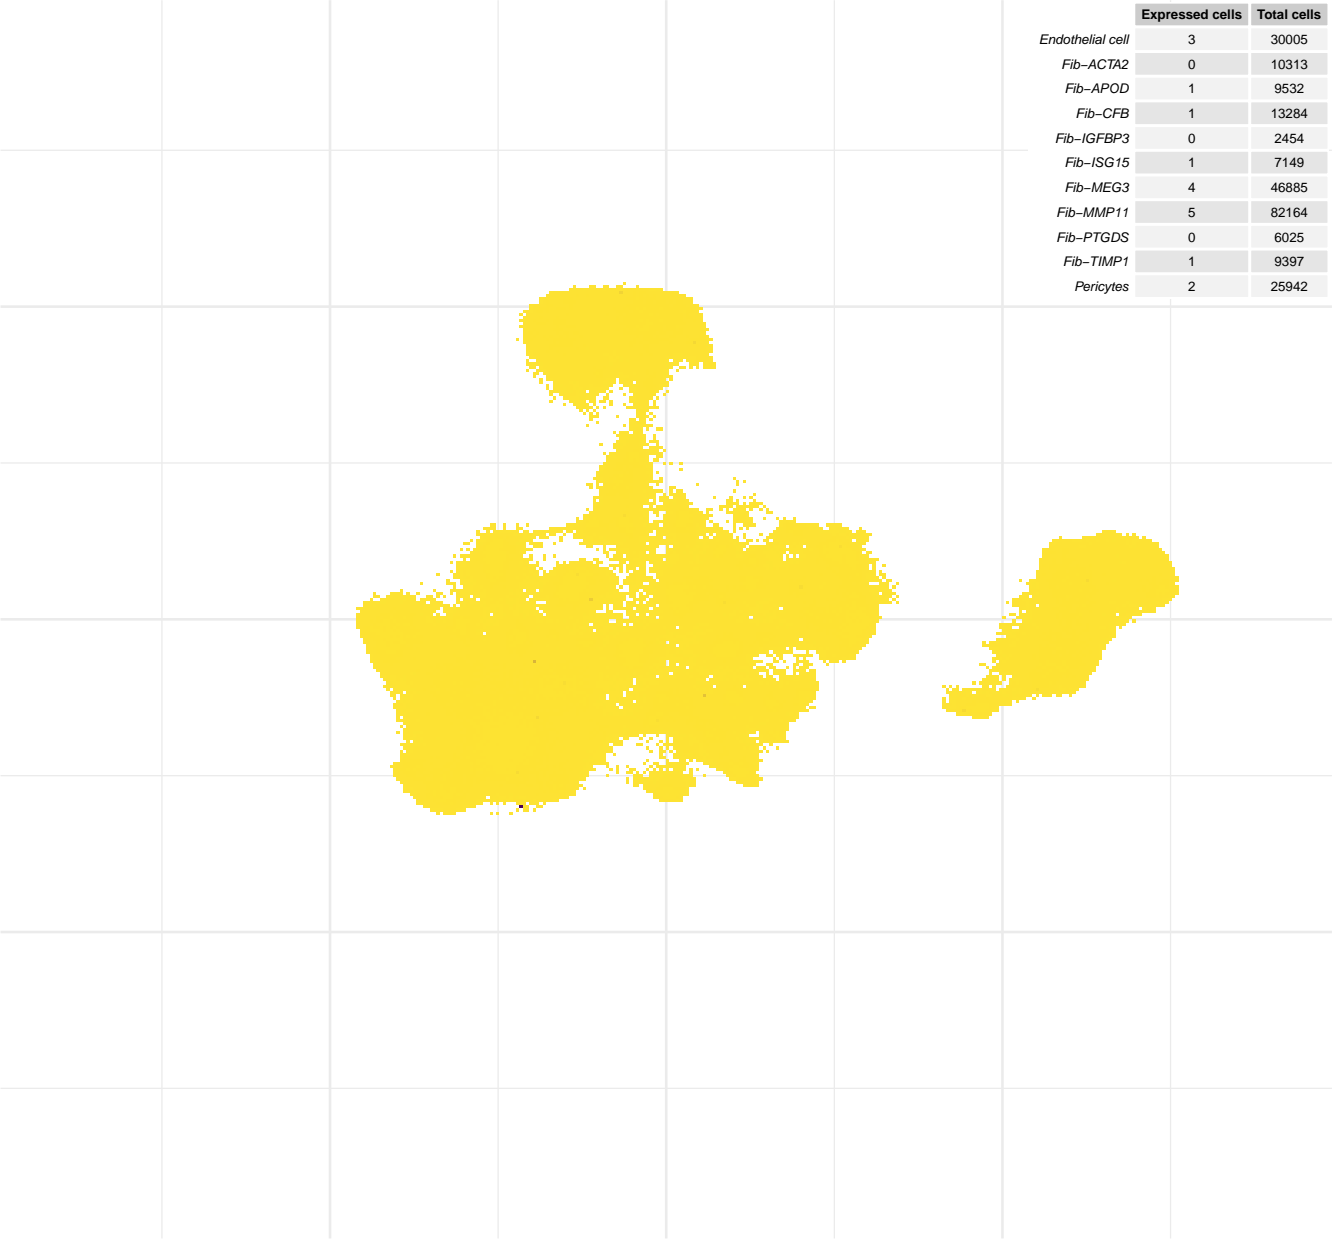 Expressed cells Total cells
Endothelial cell 3 30005
Fib−ACTA2 0 10313
Fib−APOD 1 9532
Fib−CFB 1 13284
Fib−IGFBP3 0 2454
Fib−ISG15 1 7149
Fib−MEG3 4 46885
Fib−MMP11 5 82164
Fib−PTGDS 0 6025
Fib−TIMP1 1 9397
Pericytes 2 25942